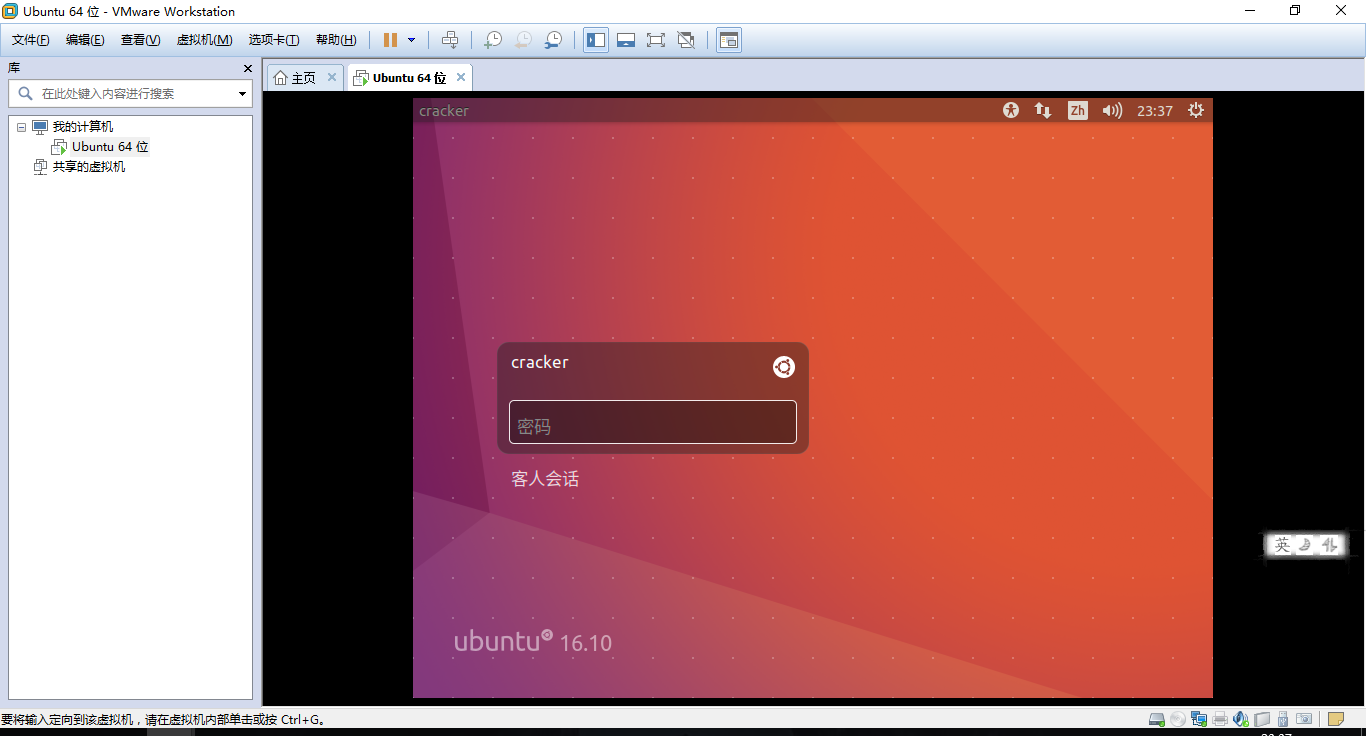 Ubuntu 64 位 - VMware Workstation
文件(F) 编辑(E) 查看(V) 虚拟机(M) 选项卡(T) 帮助(H)
库
主页
Ubuntu 64 位
在此处键入内容进行搜索
我的计算机
Ubuntu 64 位
共享的虚拟机
cracker
Zh
23:37
cracker
密码
客人会话
英
ubuntu 16.10
要将输入定向到该虚拟机，请在虚拟机内部单击或按 Ctrl+G。